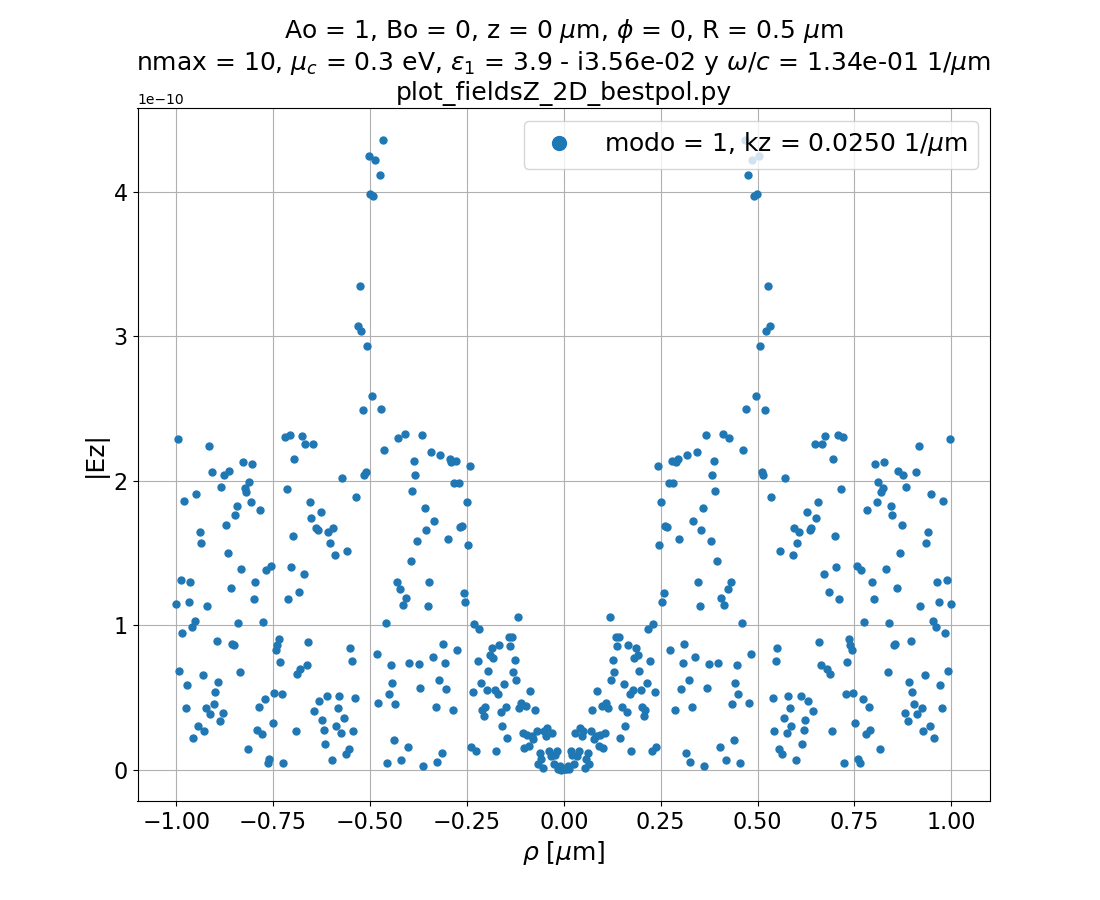 Ao = 1, Bo = 0, z = 0 μm, ϕ = 0, R = 0.5 μm
nmax = 10, μc = 0.3 eV, ε1 = 3.9 - i3.56e-02 y ω/c = 1.34e-01 1/μm
plot_fieldsZ_2D_bestpol.py
1e−10
modo = 1, kz = 0.0250 1/μm
4
3
2
1
0
|Ez|
−1.00 −0.75 −0.50 −0.25 0.00 0.25 0.50 0.75 1.00
ρ [μm]